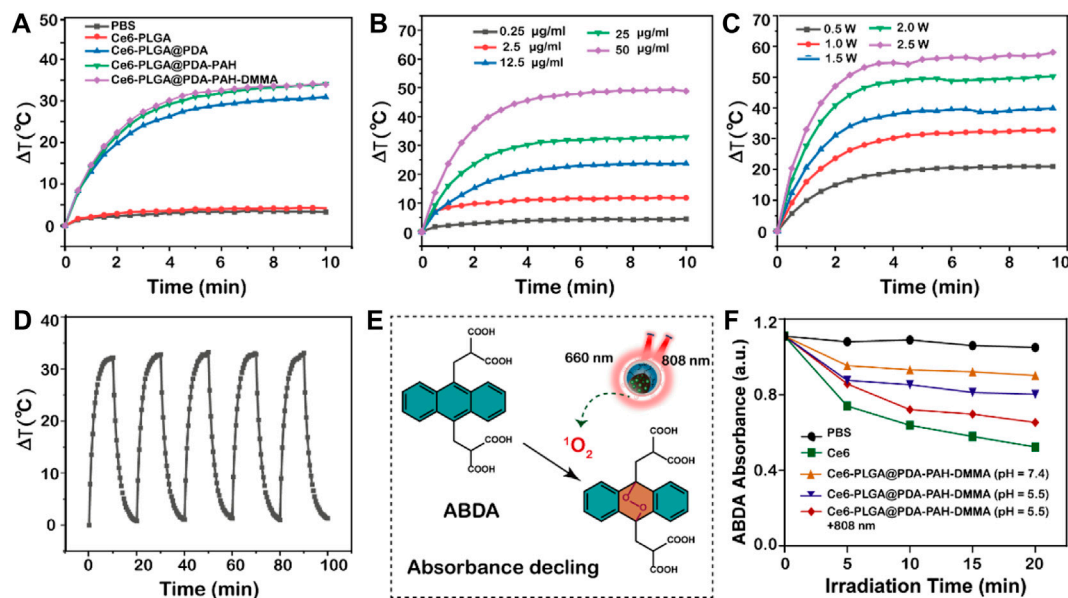 A
50
40
30
20
10
0
ΔT(°C)
PBS
Ce6-PLGA
Ce6-PLGA@PDA
Ce6-PLGA@PDA-PAH
Ce6-PLGA@PDA-PAH-DMMA
0 2 4 6 8 10
Time (min)
B
70
60
50
40
30
20
10
0
ΔT(°C)
0.25 µg/ml
2.5 µg/ml
12.5 µg/ml
25 µg/ml
50 µg/ml
0 2 4 6 8 10
Time (min)
C
70
60
50
40
30
20
10
0
ΔT(°C)
0.5 W
1.0 W
1.5 W
2.0 W
2.5 W
0 2 4 6 8 10
Time (min)
D
40
30
20
10
0
ΔT(°C)
0 20 40 60 80 100
Time (min)
E
COOH
COOH
COOH
COOH
ABDA
660 nm
808 nm
¹O₂
COOH
COOH
O
O
COOH
COOH
Absorbance decling
F
1.2
0.8
0.4
0.0
ABDA Absorbance (a.u.)
PBS
Ce6
Ce6-PLGA@PDA-PAH-DMMA (pH = 7.4)
Ce6-PLGA@PDA-PAH-DMMA (pH = 5.5)
Ce6-PLGA@PDA-PAH-DMMA (pH = 5.5)
+808 nm
0 5 10 15 20
Irradiation Time (min)